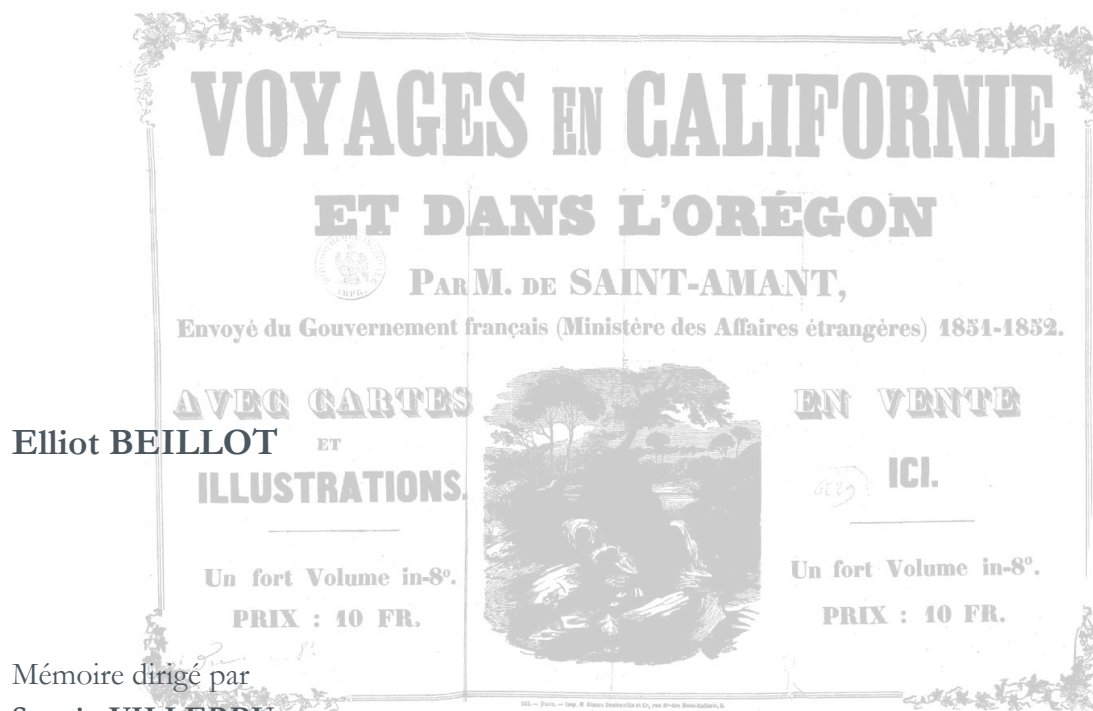 VOYAGES EN CALIFORNIE
ET DANS L'ORÉGON
PAR M. DE SAINT-AMANT,
Envoyé du Gouvernement français (Ministère des Affaires étrangères) 1851-1852.
AVEC CARTES
ET
ILLUSTRATIONS.
Un fort Volume in-8º.
PRIX : 10 FR.
EN VENTE
ICI.
Un fort Volume in-8º.
PRIX : 10 FR.
Elliot BEILLOT
Mémoire dirigé par